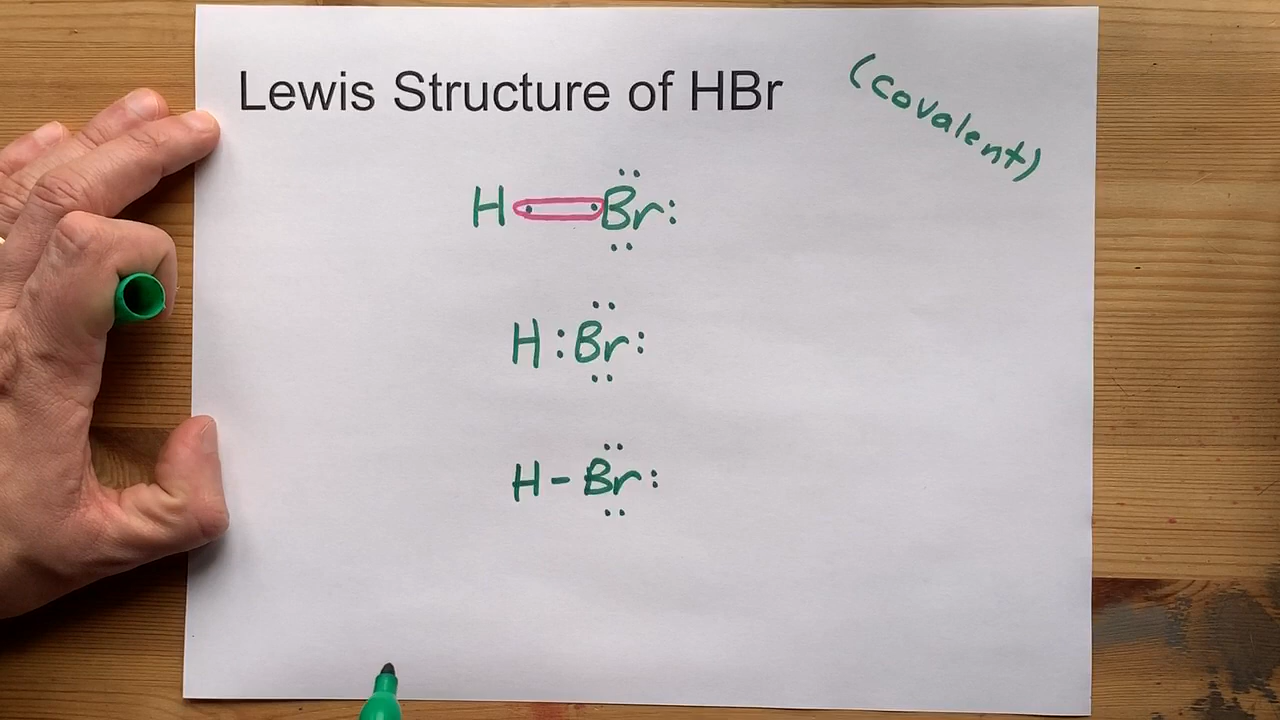 Lewis Structure of HBr
(covalent)
H Br:
H:Br:
H-Br: